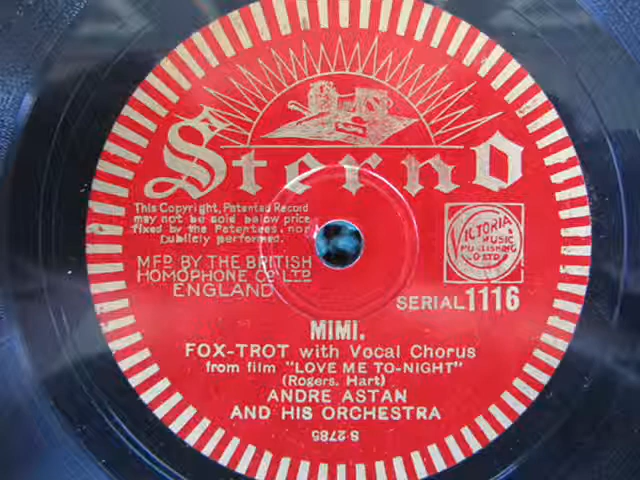 Sterno
This Copyright, Patented Record
may not be sold below price
fixed by the Patentees, nor
publicly performed.
MFD BY THE BRITISH
HOMOPHONE CO LTD
ENGLAND
VICTORIA
MUSIC
PUBLISHING
CO LTD
SERIAL 1116
MIMI.
FOX-TROT with Vocal Chorus
from film "LOVE ME TO-NIGHT"
(Rogers. Hart)
ANDRE ASTAN
AND HIS ORCHESTRA
S 2785